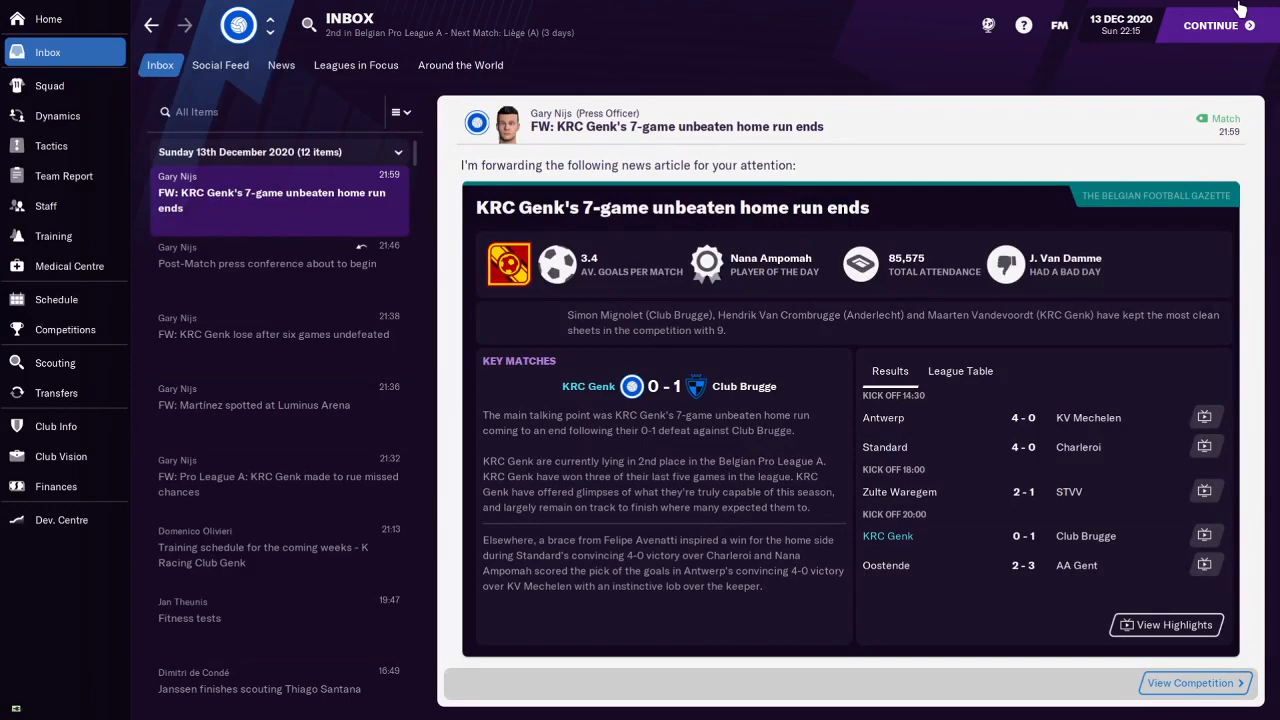 INBOX
2nd in Belgian Pro League A - Next Match: Liège (A) (3 days)
FM
13 DEC 2020
Sun 22:15
CONTINUE
Home
Inbox
Squad
Dynamics
Tactics
Team Report
Staff
Training
Medical Centre
Schedule
Competitions
Scouting
Transfers
Club Info
Club Vision
Finances
Dev. Centre
Inbox
Social Feed
News
Leagues in Focus
Around the World
All Items
Sunday 13th December 2020 (12 items)
Gary Nijs
21:59
FW: KRC Genk's 7-game unbeaten home run
ends
Gary Nijs
21:46
Post-Match press conference about to begin
Gary Nijs
21:38
FW: KRC Genk lose after six games undefeated
Gary Nijs
21:36
FW: Martínez spotted at Luminus Arena
Gary Nijs
21:32
FW: Pro League A: KRC Genk made to rue missed
chances
Domenico Olivieri
21:13
Training schedule for the coming weeks - K
Racing Club Genk
Jan Theunis
19:47
Fitness tests
Dimitri de Condé
16:49
Janssen finishes scouting Thiago Santana
Gary Nijs (Press Officer)
FW: KRC Genk's 7-game unbeaten home run ends
Match
21:59
I'm forwarding the following news article for your attention:
THE BELGIAN FOOTBALL GAZETTE
KRC Genk's 7-game unbeaten home run ends
3.4
AV. GOALS PER MATCH
Nana Ampomah
PLAYER OF THE DAY
85,575
TOTAL ATTENDANCE
J. Van Damme
HAD A BAD DAY
Simon Mignolet (Club Brugge), Hendrik Van Crombrugge (Anderlecht) and Maarten Vandevoordt (KRC Genk) have kept the most clean
sheets in the competition with 9.
KEY MATCHES
KRC Genk 0 - 1 Club Brugge
The main talking point was KRC Genk's 7-game unbeaten home run
coming to an end following their 0-1 defeat against Club Brugge.
KRC Genk are currently lying in 2nd place in the Belgian Pro League A.
KRC Genk have won three of their last five games in the league. KRC
Genk have offered glimpses of what they're truly capable of this season,
and largely remain on track to finish where many expected them to.
Elsewhere, a brace from Felipe Avenatti inspired a win for the home side
during Standard's convincing 4-0 victory over Charleroi and Nana
Ampomah scored the pick of the goals in Antwerp's convincing 4-0 victory
over KV Mechelen with an instinctive lob over the keeper.
Results
League Table
KICK OFF 14:30
Antwerp 4 - 0 KV Mechelen
Standard 4 - 0 Charleroi
KICK OFF 18:00
Zulte Waregem 2 - 1 STVV
KICK OFF 20:00
KRC Genk 0 - 1 Club Brugge
Oostende 2 - 3 AA Gent
View Highlights
View Competition